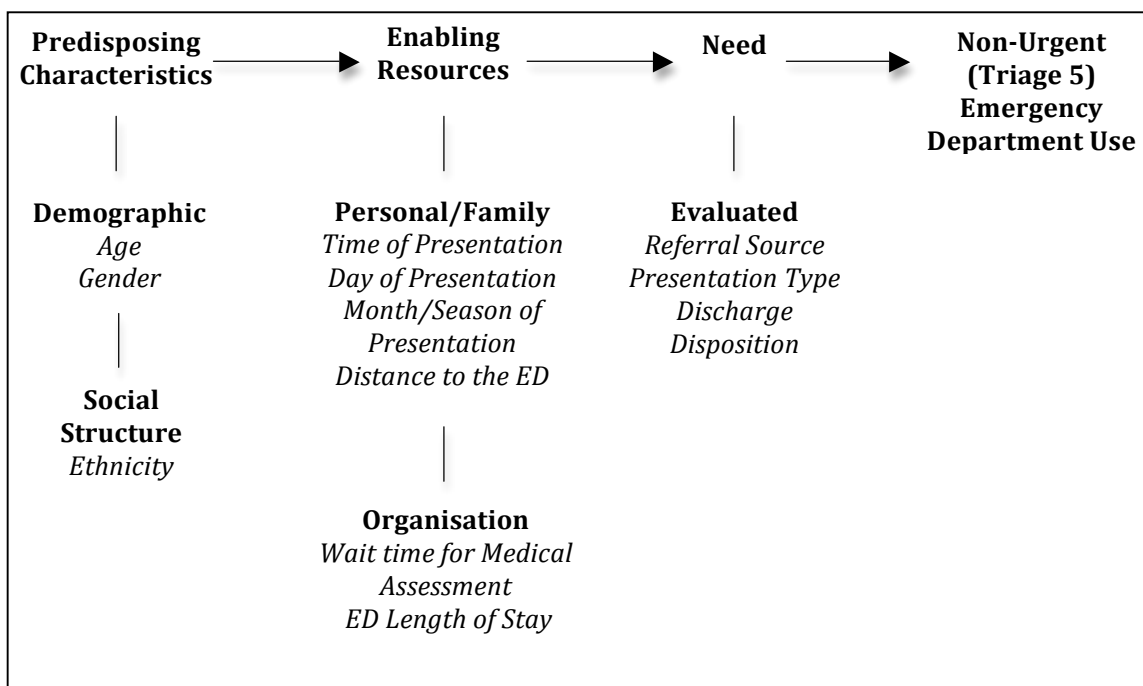 Predisposing
Characteristics
Enabling
Resources
Need
Non-Urgent
(Triage 5)
Emergency
Department Use
Demographic
Age
Gender
Social
Structure
Ethnicity
Personal/Family
Time of Presentation
Day of Presentation
Month/Season of
Presentation
Distance to the ED
Organisation
Wait time for Medical
Assessment
ED Length of Stay
Evaluated
Referral Source
Presentation Type
Discharge
Disposition